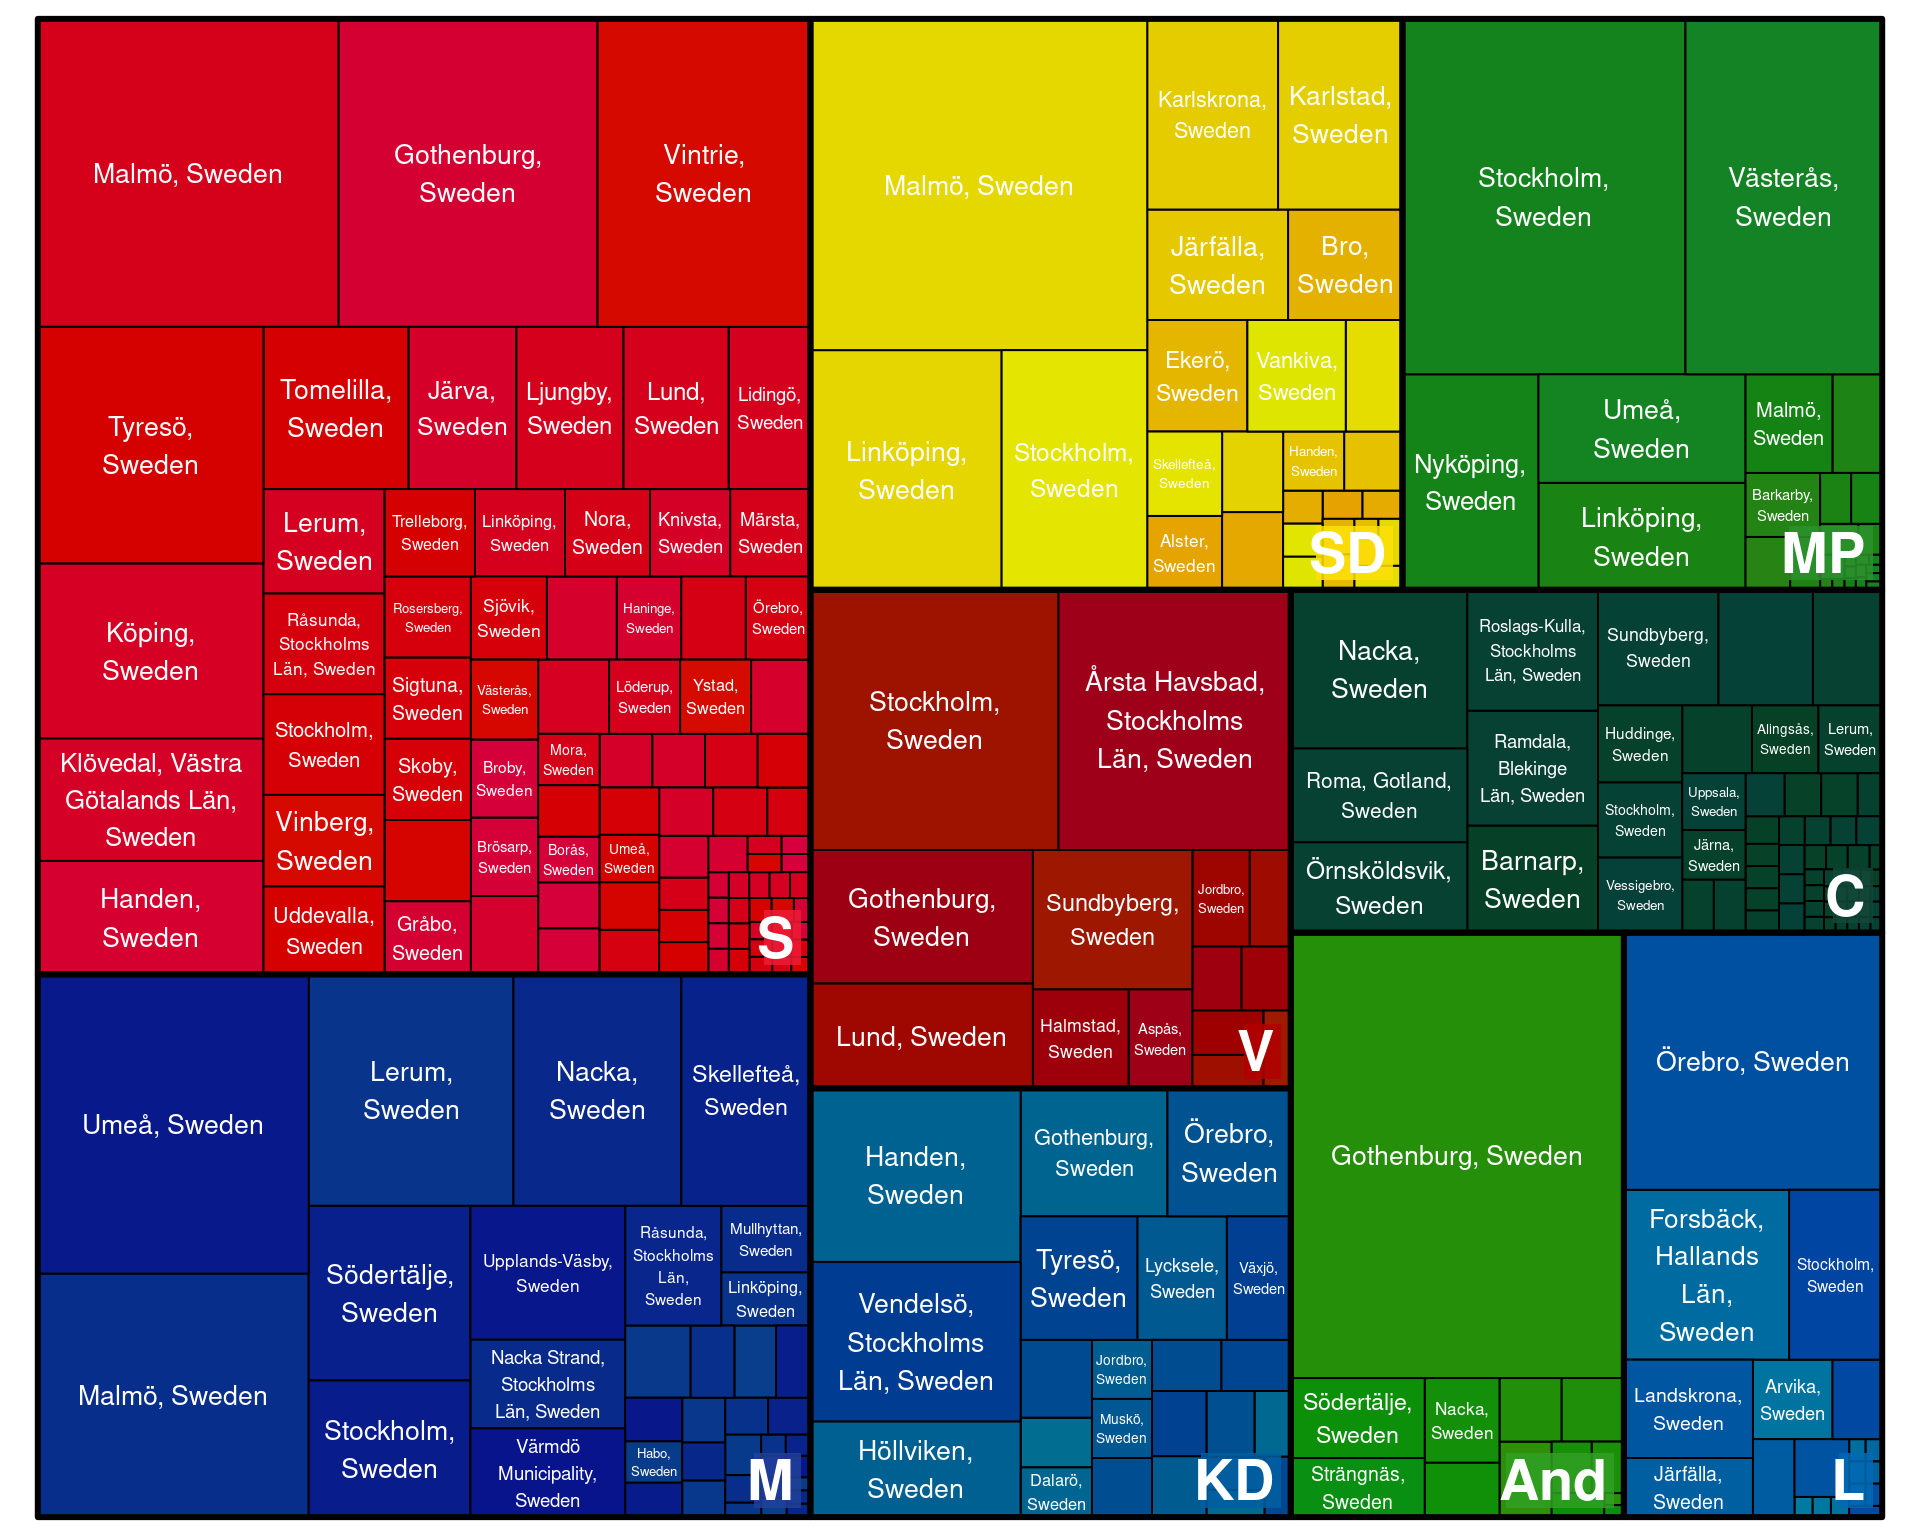 Malmö, Sweden
Gothenburg,
Sweden
Vintrie,
Sweden
Tyresö,
Sweden
Tomelilla,
Sweden
Järva,
Sweden
Ljungby,
Sweden
Lund,
Sweden
Lidingö,
Sweden
Lerum,
Sweden
Trelleborg,
Sweden
Linköping,
Sweden
Nora,
Sweden
Knivsta,
Sweden
Märsta,
Sweden
Köping,
Sweden
Råsunda,
Stockholms
Län, Sweden
Rosersberg,
Sweden
Sjövik,
Sweden
Haninge,
Sweden
Örebro,
Sweden
Sigtuna,
Sweden
Västerås,
Sweden
Löderup,
Sweden
Ystad,
Sweden
Stockholm,
Sweden
Klövedal, Västra
Götalands Län,
Sweden
Skoby,
Sweden
Broby,
Sweden
Mora,
Sweden
Vinberg,
Sweden
Brösarp,
Sweden
Borås,
Sweden
Umeå,
Sweden
Handen,
Sweden
Uddevalla,
Sweden
Gråbo,
Sweden
S
Malmö, Sweden
Karlskrona,
Sweden
Karlstad,
Sweden
Järfälla,
Sweden
Bro,
Sweden
Ekerö,
Sweden
Vankiva,
Sweden
Linköping,
Sweden
Stockholm,
Sweden
Skellefteå,
Sweden
Handen,
Sweden
Alster,
Sweden
SD
Stockholm,
Sweden
Västerås,
Sweden
Nyköping,
Sweden
Umeå,
Sweden
Malmö,
Sweden
Linköping,
Sweden
Barkarby,
Sweden
MP
Stockholm,
Sweden
Årsta Havsbad,
Stockholms
Län, Sweden
Gothenburg,
Sweden
Sundbyberg,
Sweden
Jordbro,
Sweden
Lund, Sweden
Halmstad,
Sweden
Aspås,
Sweden
V
Nacka,
Sweden
Roslags-Kulla,
Stockholms
Län, Sweden
Sundbyberg,
Sweden
Roma, Gotland,
Sweden
Ramdala,
Blekinge
Län, Sweden
Huddinge,
Sweden
Alingsås,
Sweden
Lerum,
Sweden
Stockholm,
Sweden
Uppsala,
Sweden
Järna,
Sweden
Örnsköldsvik,
Sweden
Barnarp,
Sweden
Vessigebro,
Sweden
C
Umeå, Sweden
Lerum,
Sweden
Nacka,
Sweden
Skellefteå,
Sweden
Malmö, Sweden
Södertälje,
Sweden
Upplands-Väsby,
Sweden
Råsunda,
Stockholms
Län,
Sweden
Mullhyttan,
Sweden
Linköping,
Sweden
Nacka Strand,
Stockholms
Län, Sweden
Stockholm,
Sweden
Värmdö
Municipality,
Sweden
Habo,
Sweden
M
Handen,
Sweden
Gothenburg,
Sweden
Örebro,
Sweden
Vendelsö,
Stockholms
Län, Sweden
Tyresö,
Sweden
Lycksele,
Sweden
Växjö,
Sweden
Jordbro,
Sweden
Muskö,
Sweden
Höllviken,
Sweden
Dalarö,
Sweden
KD
Gothenburg, Sweden
Södertälje,
Sweden
Nacka,
Sweden
Strängnäs,
Sweden
And
Örebro, Sweden
Forsbäck,
Hallands
Län,
Sweden
Stockholm,
Sweden
Landskrona,
Sweden
Arvika,
Sweden
Järfälla,
Sweden
L